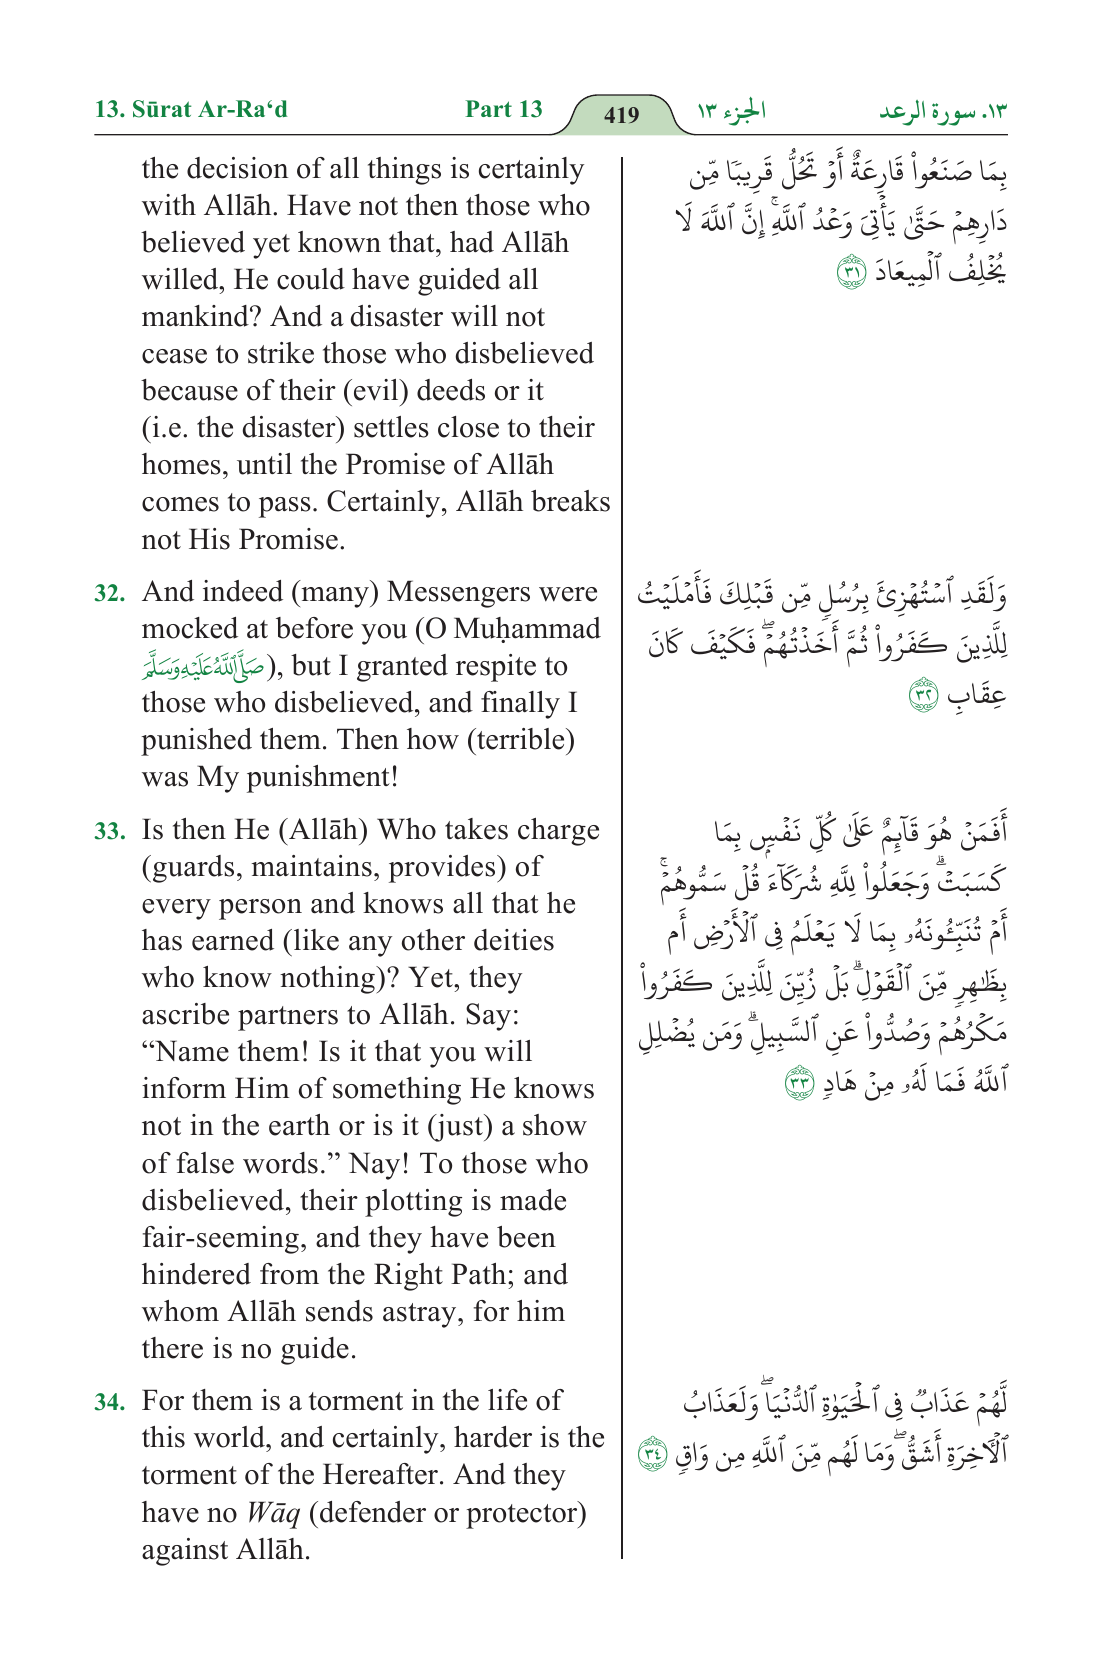 13. Sūrat Ar-Ra‘d
Part 13
419
الجزء ١٣
١٣. سورة الرعد
the decision of all things is certainly
with Allāh. Have not then those who
believed yet known that, had Allāh
willed, He could have guided all
mankind? And a disaster will not
cease to strike those who disbelieved
because of their (evil) deeds or it
(i.e. the disaster) settles close to their
homes, until the Promise of Allāh
comes to pass. Certainly, Allāh breaks
not His Promise.
32. And indeed (many) Messengers were
mocked at before you (O Muḥammad
صلى الله عليه وسلم), but I granted respite to
those who disbelieved, and finally I
punished them. Then how (terrible)
was My punishment!
33. Is then He (Allāh) Who takes charge
(guards, maintains, provides) of
every person and knows all that he
has earned (like any other deities
who know nothing)? Yet, they
ascribe partners to Allāh. Say:
“Name them! Is it that you will
inform Him of something He knows
not in the earth or is it (just) a show
of false words.” Nay! To those who
disbelieved, their plotting is made
fair-seeming, and they have been
hindered from the Right Path; and
whom Allāh sends astray, for him
there is no guide.
34. For them is a torment in the life of
this world, and certainly, harder is the
torment of the Hereafter. And they
have no Wāq (defender or protector)
against Allāh.
بِمَا صَنَعُوا۟ قَارِعَةٌ أَوْ تَحُلُّ قَرِيبًا مِّن
دَارِهِمْ حَتَّىٰ يَأْتِىَ وَعْدُ ٱللَّهِ ۚ إِنَّ ٱللَّهَ لَا
يُخْلِفُ ٱلْمِيعَادَ ٣١
وَلَقَدِ ٱسْتُهْزِئَ بِرُسُلٍ مِّن قَبْلِكَ فَأَمْلَيْتُ
لِلَّذِينَ كَفَرُوا۟ ثُمَّ أَخَذْتُهُمْ ۖ فَكَيْفَ كَانَ
عِقَابِ ٣٢
أَفَمَنْ هُوَ قَآئِمٌ عَلَىٰ كُلِّ نَفْسٍۭ بِمَا
كَسَبَتْ ۗ وَجَعَلُوا۟ لِلَّهِ شُرَكَآءَ قُلْ سَمُّوهُمْ ۚ
أَمْ تُنَبِّـُٔونَهُۥ بِمَا لَا يَعْلَمُ فِى ٱلْأَرْضِ أَم
بِظَـٰهِرٍ مِّنَ ٱلْقَوْلِ ۗ بَلْ زُيِّنَ لِلَّذِينَ كَفَرُوا۟
مَكْرُهُمْ وَصُدُّوا۟ عَنِ ٱلسَّبِيلِ ۗ وَمَن يُضْلِلِ
ٱللَّهُ فَمَا لَهُۥ مِنْ هَادٍ ٣٣
لَّهُمْ عَذَابٌ فِى ٱلْحَيَوٰةِ ٱلدُّنْيَا ۖ وَلَعَذَابُ
ٱلْـَٔاخِرَةِ أَشَقُّ ۖ وَمَا لَهُم مِّنَ ٱللَّهِ مِن وَاقٍ ٣٤